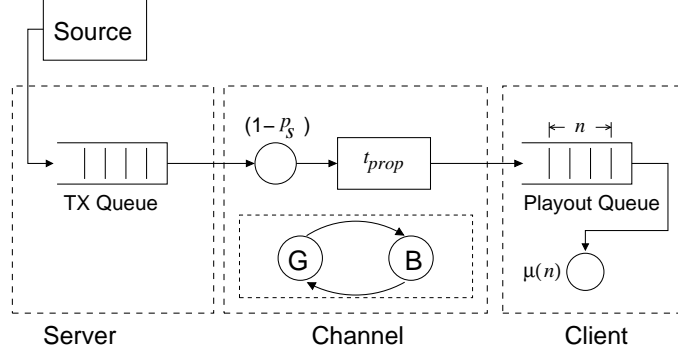 Source
(1−p_s)
n
t_prop
TX Queue
Playout Queue
G
B
μ(n)
Server
Channel
Client